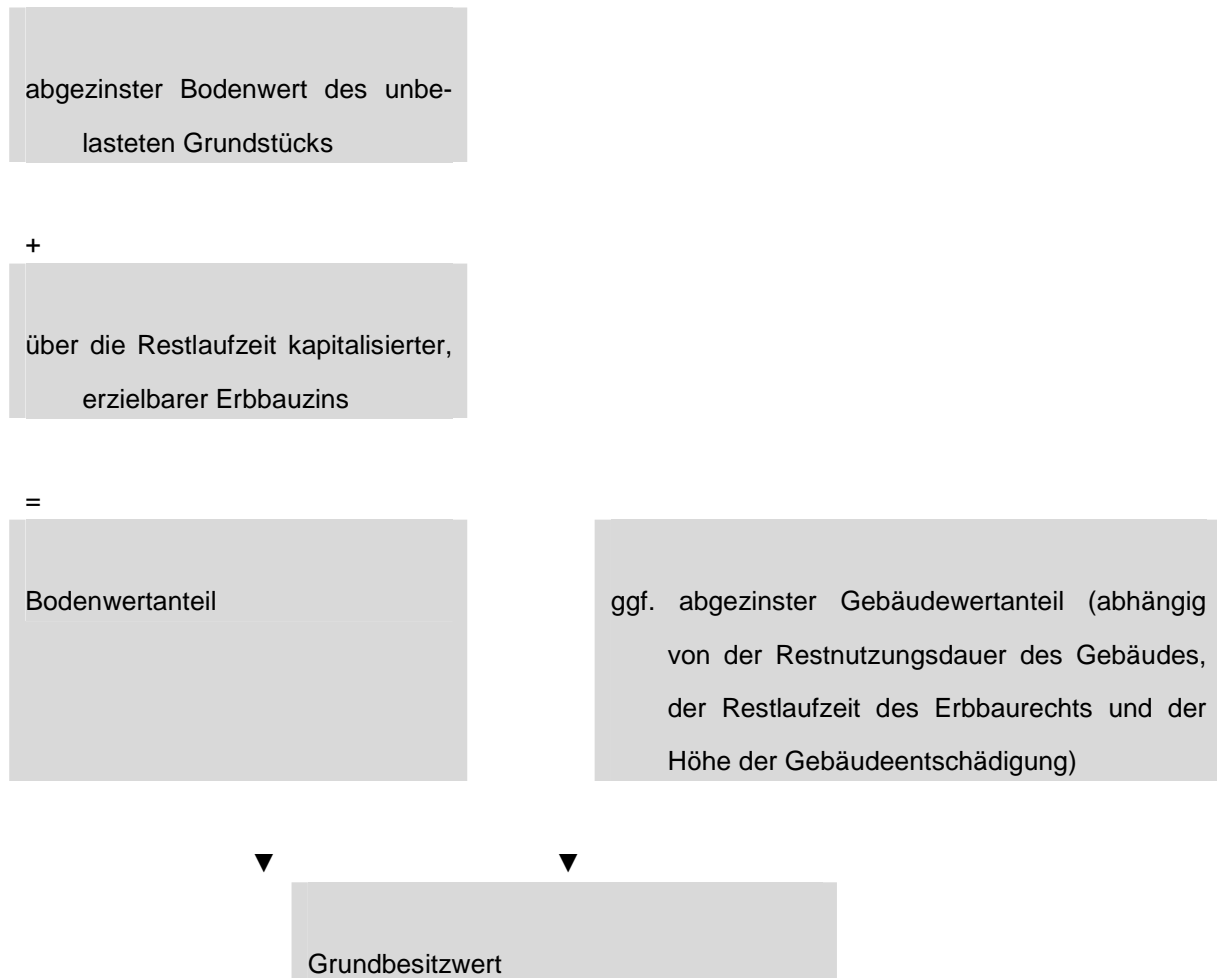 abgezinster Bodenwert des unbe-
lasteten Grundstücks
+
über die Restlaufzeit kapitalisierter,
erzielbarer Erbbauzins
=
Bodenwertanteil
ggf. abgezinster Gebäudewertanteil (abhängig
von der Restnutzungsdauer des Gebäudes,
der Restlaufzeit des Erbbaurechts und der
Höhe der Gebäudeentschädigung)
▼ ▼
Grundbesitzwert